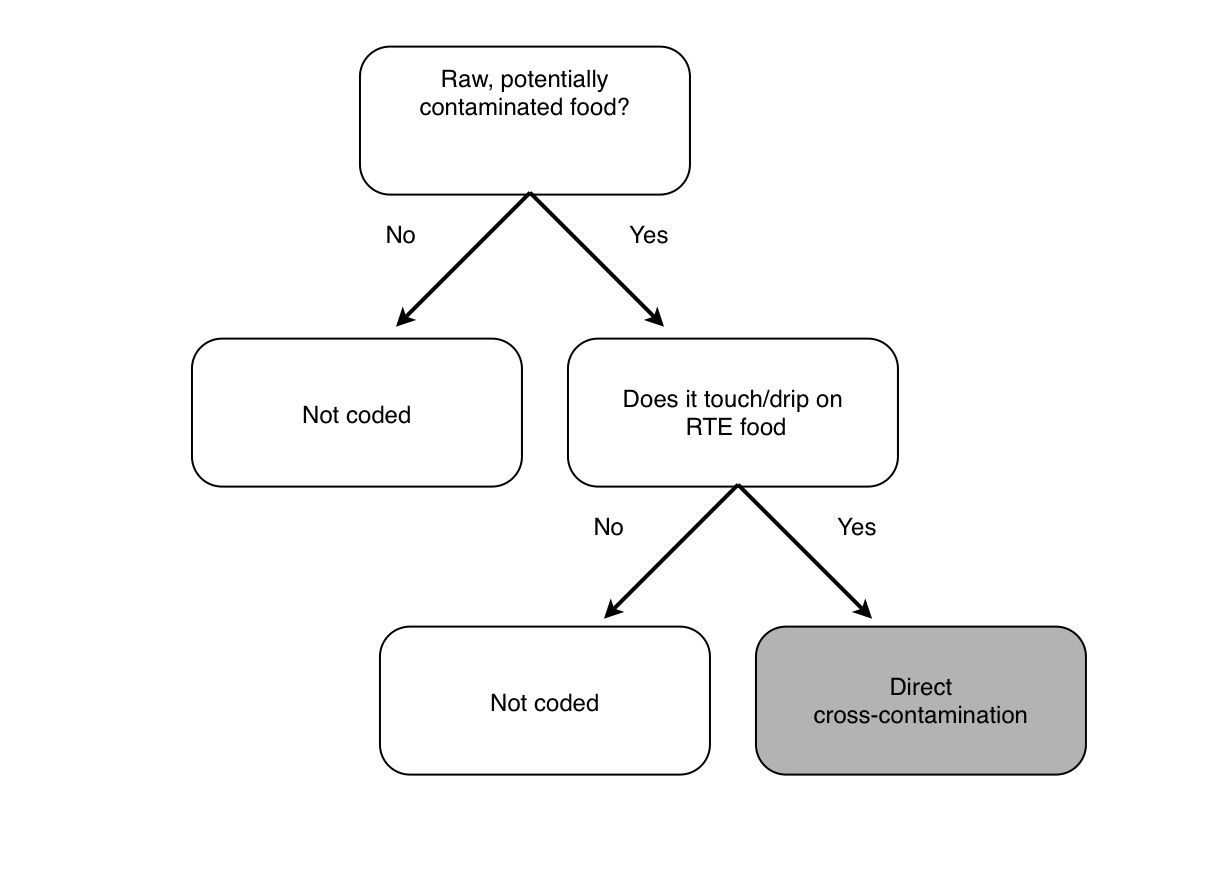 Raw, potentially
contaminated food?
No
Yes
Not coded
Does it touch/drip on
RTE food
No
Yes
Not coded
Direct
cross-contamination